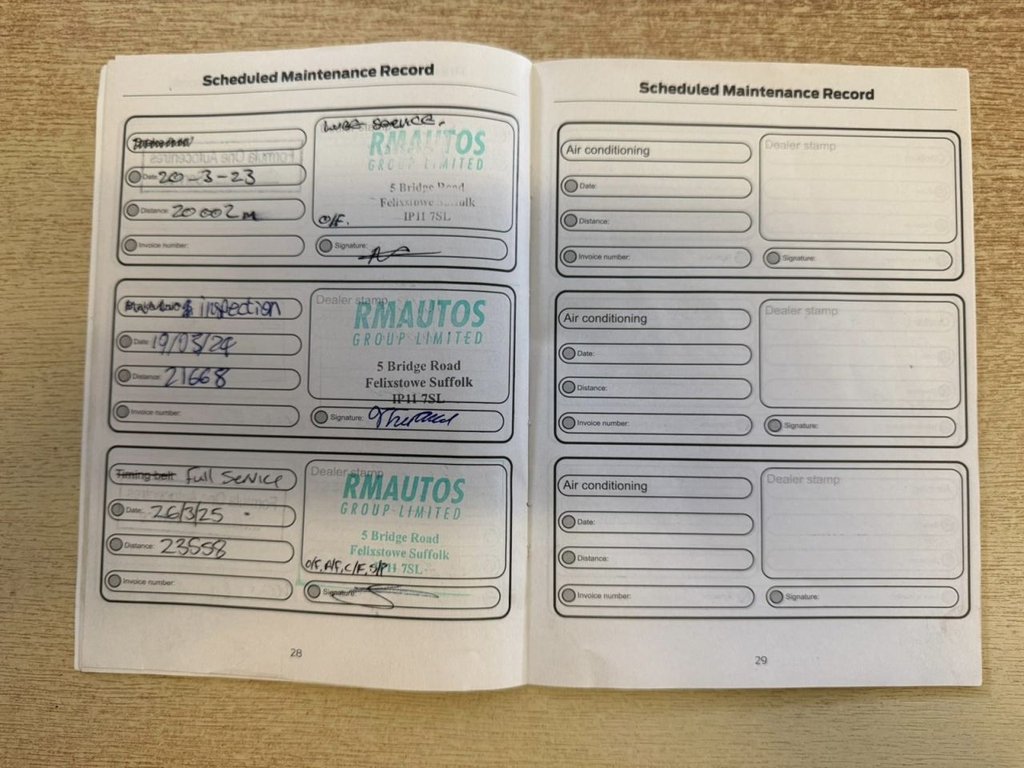 Scheduled Maintenance Record
LUBE SERVICE.
RMAUTOS
GROUP LIMITED
Date: 20-3-23
5 Bridge Road
Felixstowe Suffolk
Distance: 20002m
IP11 7SL
O/F.
Invoice number:
Signature:
inspection
Dealer stamp
RMAUTOS
GROUP LIMITED
Date: 19/03/24
5 Bridge Road
Felixstowe Suffolk
Distance: 21668
IP11 7SL
Invoice number:
Signature:
Timing belt Full Service
Dealer stamp
RMAUTOS
GROUP LIMITED
Date: 26/3/25
5 Bridge Road
Felixstowe Suffolk
Distance: 23558
O/F, A/F, C/F, S/P
IP11 7SL
Invoice number:
Signature:
28
Scheduled Maintenance Record
Air conditioning
Dealer stamp
Date:
Distance:
Invoice number:
Signature:
Air conditioning
Dealer stamp
Date:
Distance:
Invoice number:
Signature:
Air conditioning
Dealer stamp
Date:
Distance:
Invoice number:
Signature:
29